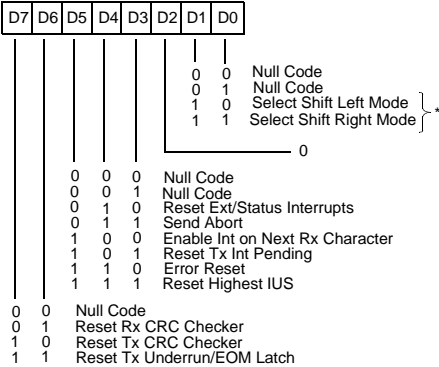 D7 D6 D5 D4 D3 D2 D1 D0
0 0 Null Code
0 1 Null Code
1 0 Select Shift Left Mode
1 1 Select Shift Right Mode
*
0
0 0 0 Null Code
0 0 1 Null Code
0 1 0 Reset Ext/Status Interrupts
0 1 1 Send Abort
1 0 0 Enable Int on Next Rx Character
1 0 1 Reset Tx Int Pending
1 1 0 Error Reset
1 1 1 Reset Highest IUS
0 0 Null Code
0 1 Reset Rx CRC Checker
1 0 Reset Tx CRC Checker
1 1 Reset Tx Underrun/EOM Latch